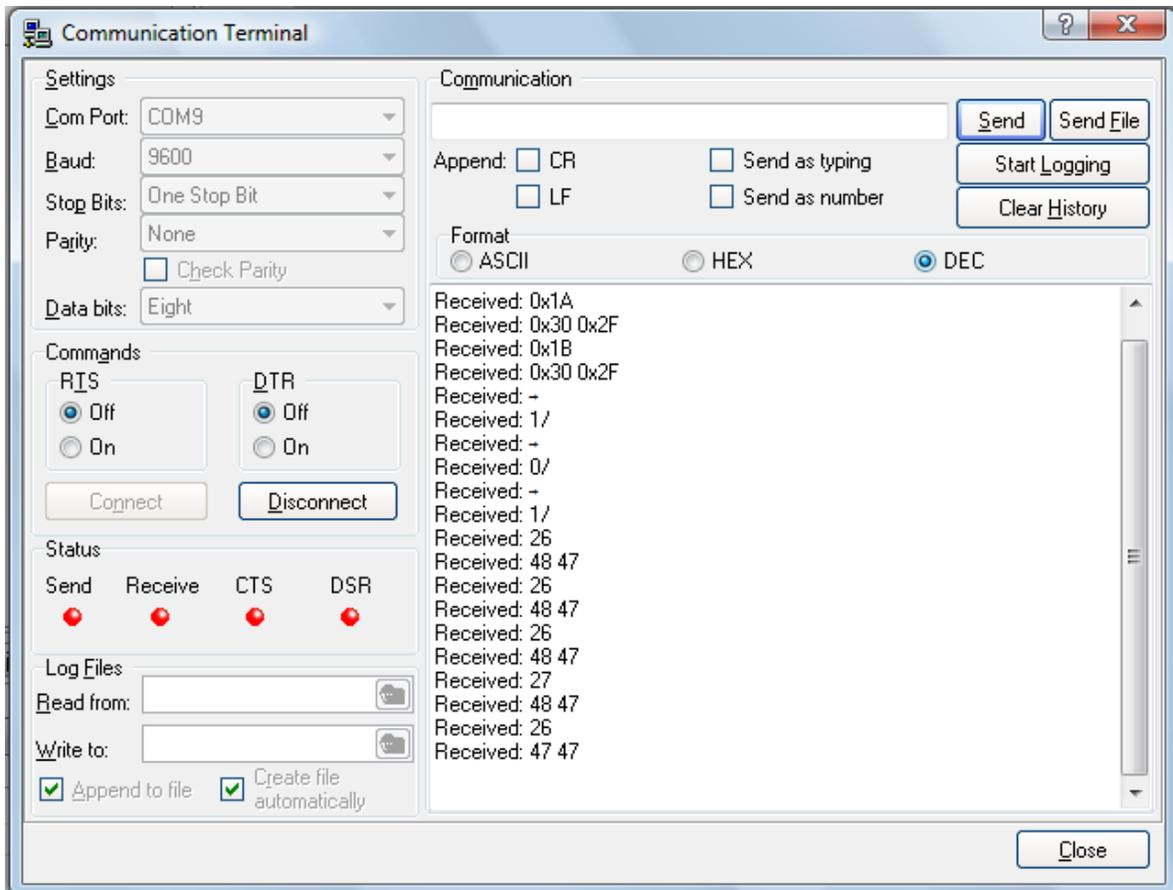 Communication Terminal
Settings
Com Port: COM9
Baud: 9600
Stop Bits: One Stop Bit
Parity: None
Check Parity
Data bits: Eight
Commands
RTS
Off
On
DTR
Off
On
Connect Disconnect
Status
Send Receive CTS DSR
Log Files
Read from:
Write to:
Append to file
Create file
automatically
Communication
Send Send File
Append: CR Send as typing
LF Send as number
Start Logging
Clear History
Format
ASCII HEX DEC
Received: 0x1A
Received: 0x30 0x2F
Received: 0x1B
Received: 0x30 0x2F
Received: →
Received: 1/
Received: →
Received: 0/
Received: →
Received: 1/
Received: 26
Received: 48 47
Received: 26
Received: 48 47
Received: 26
Received: 48 47
Received: 27
Received: 48 47
Received: 26
Received: 47 47
Close